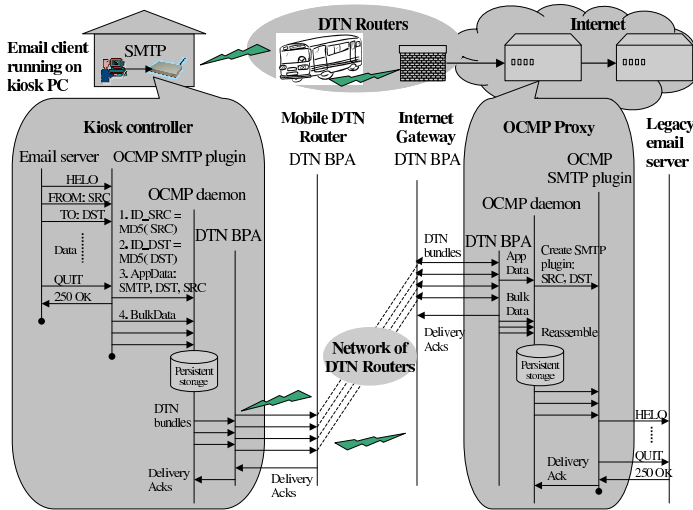 DTN Routers
Internet
Email client
running on
kiosk PC
SMTP
Kiosk controller
Mobile DTN
Router
Internet
Gateway
OCMP Proxy
Legacy
email
server
Email server
OCMP SMTP plugin
DTN BPA
DTN BPA
OCMP
SMTP plugin
HELO
FROM: SRC
TO: DST
Data
QUIT
250 OK
OCMP daemon
1. ID_SRC =
MD5( SRC)
2. ID_DST =
MD5(DST)
3. AppData:
SMTP, DST, SRC
4. BulkData
DTN BPA
Persistent
storage
DTN
bundles
Delivery
Acks
Delivery
Acks
Network of
DTN Routers
DTN
bundles
Delivery
Acks
OCMP daemon
DTN BPA
App
Data
Bulk
Data
Create SMTP
plugin:
SRC, DST
Reassemble
Persistent
storage
HELO
QUIT
250 OK
Delivery
Ack